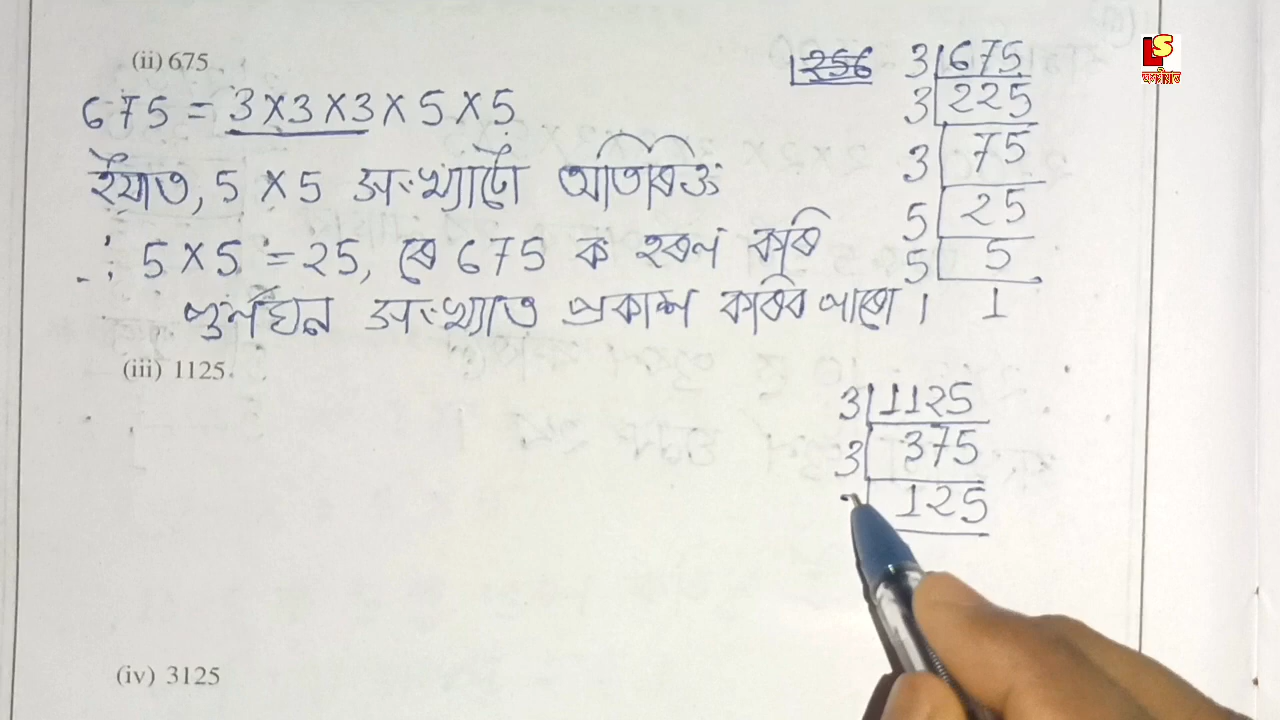 (ii) 675
675 = 3×3×3×5×5
ইয়াত, 5 × 5 সংখ্যাটো অতিৰিক্ত
∴ 5 × 5 = 25, ৰে 675 ক হৰণ কৰি
পূৰ্ণঘন সংখ্যাত প্ৰকাশ কৰিব পাৰো।
256
3 675
3 225
3 75
5 25
5 5
1
(iii) 1125
3 1125
3 375
125
(iv) 3125
LS